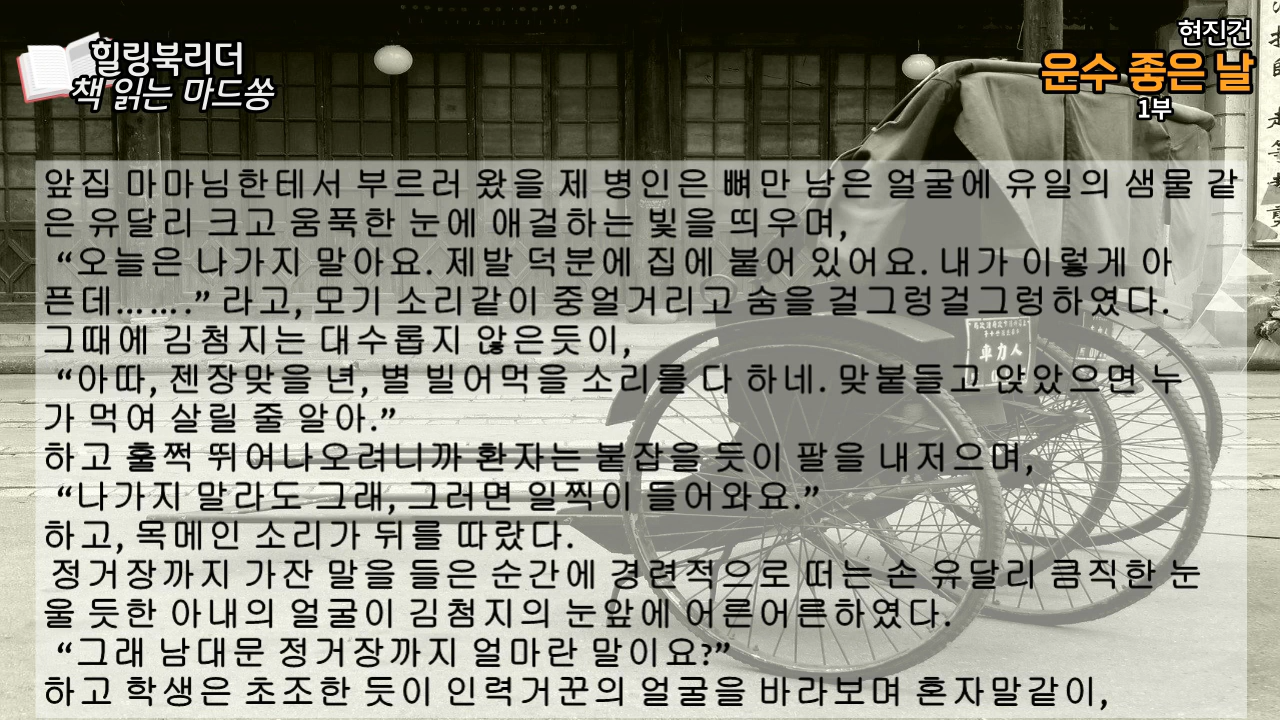 힐링북리더
책 읽는 마드쏭
현진건
운수 좋은 날
1부
앞집 마마님한테서 부르러 왔을 제 병인은 뼈만 남은 얼굴에 유일의 샘물 같
은 유달리 크고 움푹한 눈에 애걸하는 빛을 띄우며,
“오늘은 나가지 말아요. 제발 덕분에 집에 붙어 있어요. 내가 이렇게 아
픈데…….” 라고, 모기 소리같이 중얼거리고 숨을 걸그렁걸그렁하였다.
그때에 김첨지는 대수롭지 않은듯이,
“아따, 젠장맞을 년, 별 빌어먹을 소리를 다 하네. 맞붙들고 앉았으면 누
가 먹여 살릴 줄 알아.”
하고 훌쩍 뛰어나오려니까 환자는 붙잡을 듯이 팔을 내저으며,
“나가지 말라도 그래, 그러면 일찍이 들어와요.”
하고, 목메인 소리가 뒤를 따랐다.
정거장까지 가잔 말을 들은 순간에 경련적으로 떠는 손 유달리 큼직한 눈
울 듯한 아내의 얼굴이 김첨지의 눈앞에 어른어른하였다.
“그래 남대문 정거장까지 얼마란 말이요?”
하고 학생은 초조한 듯이 인력거꾼의 얼굴을 바라보며 혼자말같이,
車力人